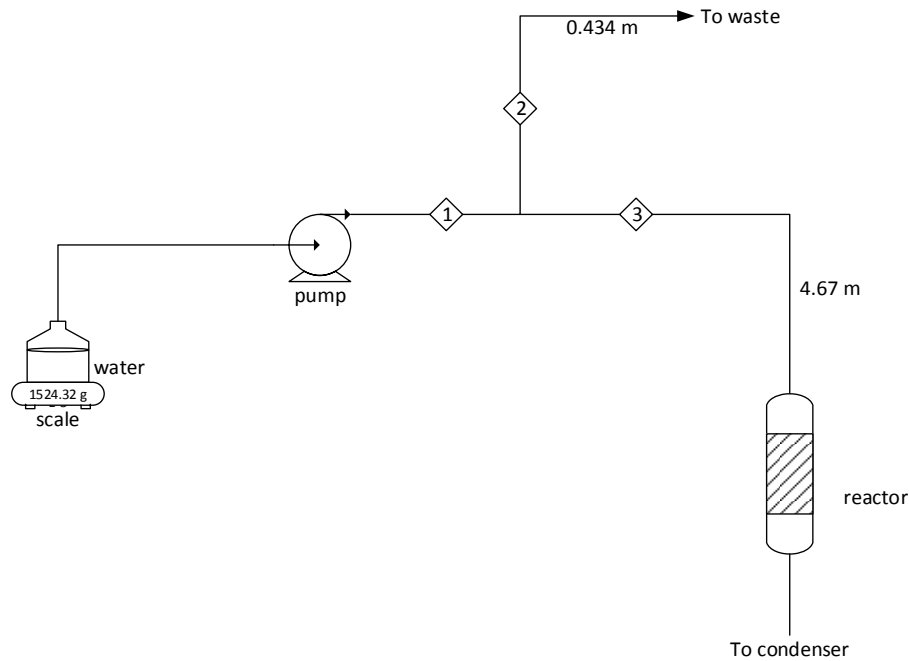 To waste
0.434 m
2
1
3
4.67 m
pump
water
1524.32 g
scale
reactor
To condenser